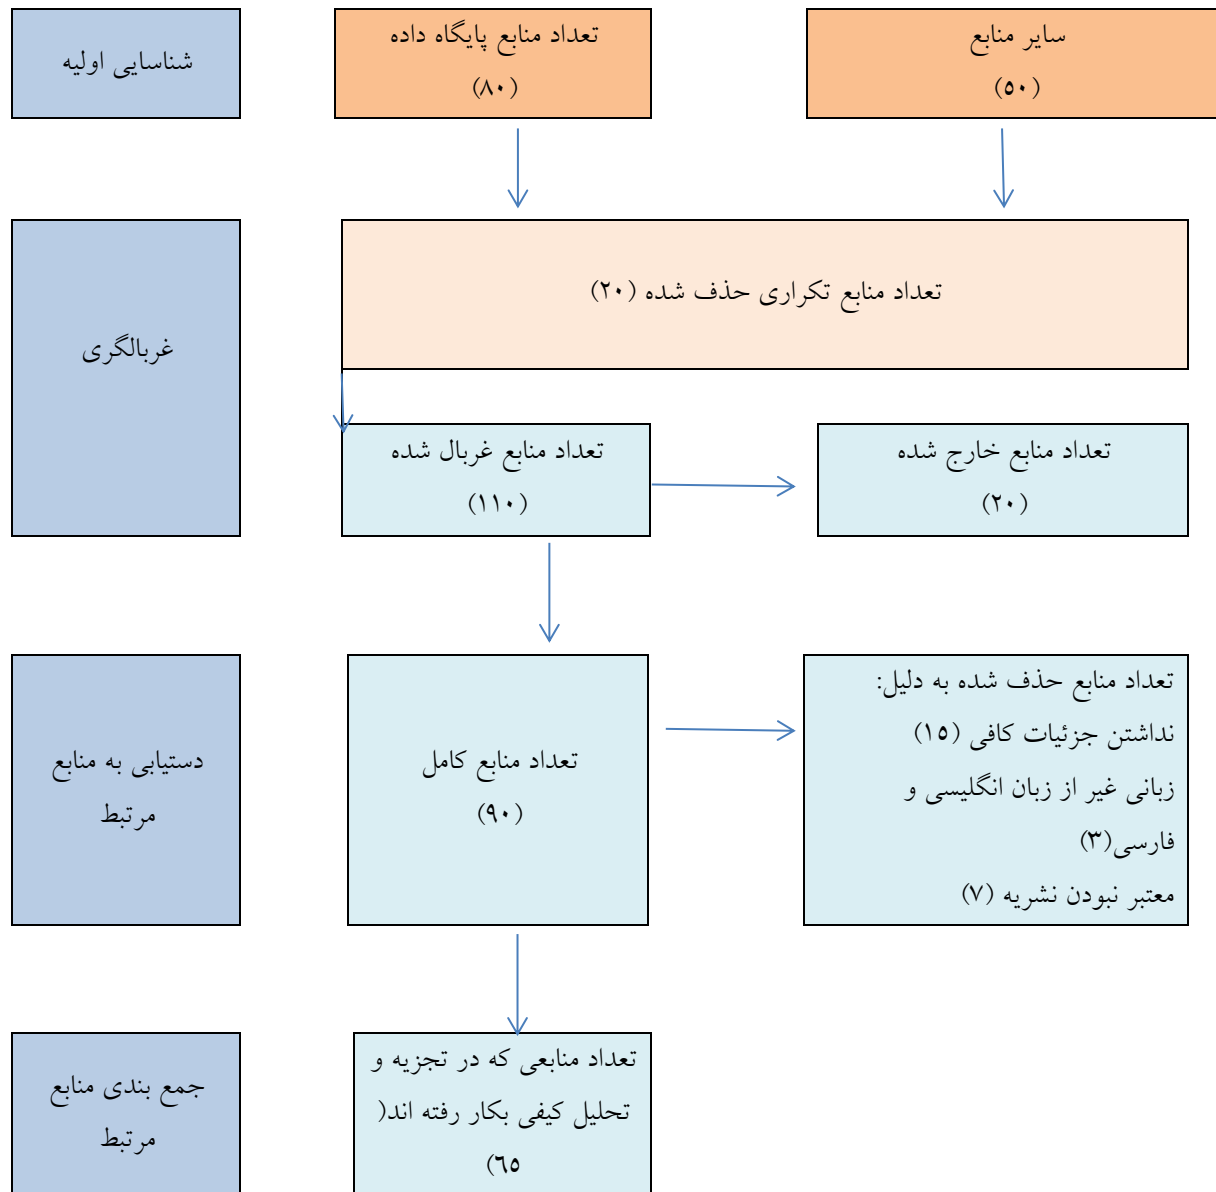 سایر منابع
(۵۰)
تعداد منابع پایگاه داده
(۸۰)
شناسایی اولیه
تعداد منابع تکراری حذف شده (۲۰)
غربالگری
تعداد منابع خارج شده
(۲۰)
تعداد منابع غربال شده
(۱۱۰)
تعداد منابع حذف شده به دلیل:
نداشتن جزئیات کافی (۱۵)
زبانی غیر از زبان انگلیسی و
فارسی(۳)
معتبر نبودن نشریه (۷)
تعداد منابع کامل
(۹۰)
دستیابی به منابع
مرتبط
تعداد منابعی که در تجزیه و
تحلیل کیفی بکار رفته اند(
۶۵)
جمع بندی منابع
مرتبط